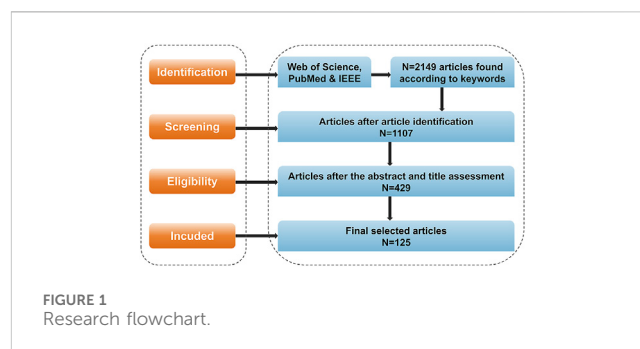 Identification
Web of Science,
PubMed & IEEE
N=2149 articles found
according to keywords
Screening
Articles after article identification
N=1107
Eligibility
Articles after the abstract and title assessment
N=429
Incuded
Final selected articles
N=125
FIGURE 1
Research flowchart.